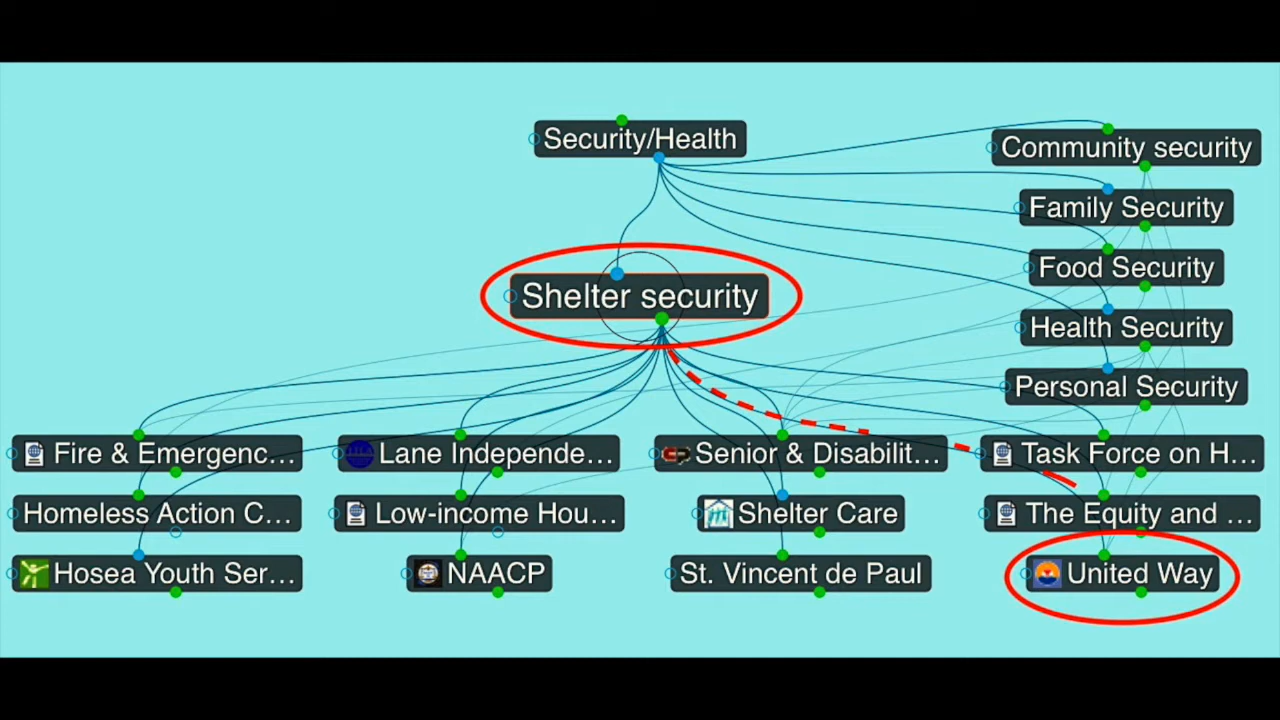 Security/Health
Community security
Family Security
Food Security
Shelter security
Health Security
Personal Security
Fire & Emergenc...
Lane Independe...
Senior & Disabilit...
Task Force on H...
Homeless Action C...
Low-income Hou...
Shelter Care
The Equity and ...
Hosea Youth Ser...
NAACP
St. Vincent de Paul
United Way